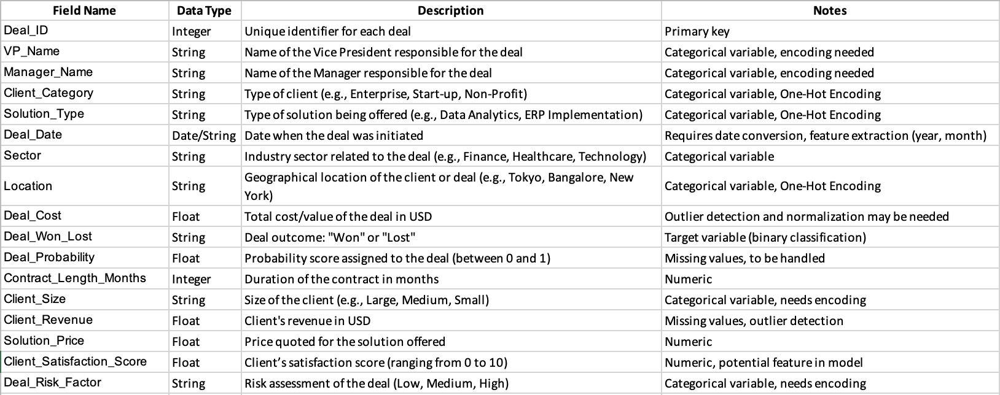 Field Name Data Type Description Notes
Deal_ID Integer Unique identifier for each deal Primary key
VP_Name String Name of the Vice President responsible for the deal Categorical variable, encoding needed
Manager_Name String Name of the Manager responsible for the deal Categorical variable, encoding needed
Client_Category String Type of client (e.g., Enterprise, Start-up, Non-Profit) Categorical variable, One-Hot Encoding
Solution_Type String Type of solution being offered (e.g., Data Analytics, ERP Implementation) Categorical variable, One-Hot Encoding
Deal_Date Date/String Date when the deal was initiated Requires date conversion, feature extraction (year, month)
Sector String Industry sector related to the deal (e.g., Finance, Healthcare, Technology) Categorical variable
Location String Geographical location of the client or deal (e.g., Tokyo, Bangalore, New
York) Categorical variable, One-Hot Encoding
Deal_Cost Float Total cost/value of the deal in USD Outlier detection and normalization may be needed
Deal_Won_Lost String Deal outcome: "Won" or "Lost" Target variable (binary classification)
Deal_Probability Float Probability score assigned to the deal (between 0 and 1) Missing values, to be handled
Contract_Length_Months Integer Duration of the contract in months Numeric
Client_Size String Size of the client (e.g., Large, Medium, Small) Categorical variable, needs encoding
Client_Revenue Float Client's revenue in USD Missing values, outlier detection
Solution_Price Float Price quoted for the solution offered Numeric
Client_Satisfaction_Score Float Client’s satisfaction score (ranging from 0 to 10) Numeric, potential feature in model
Deal_Risk_Factor String Risk assessment of the deal (Low, Medium, High) Categorical variable, needs encoding